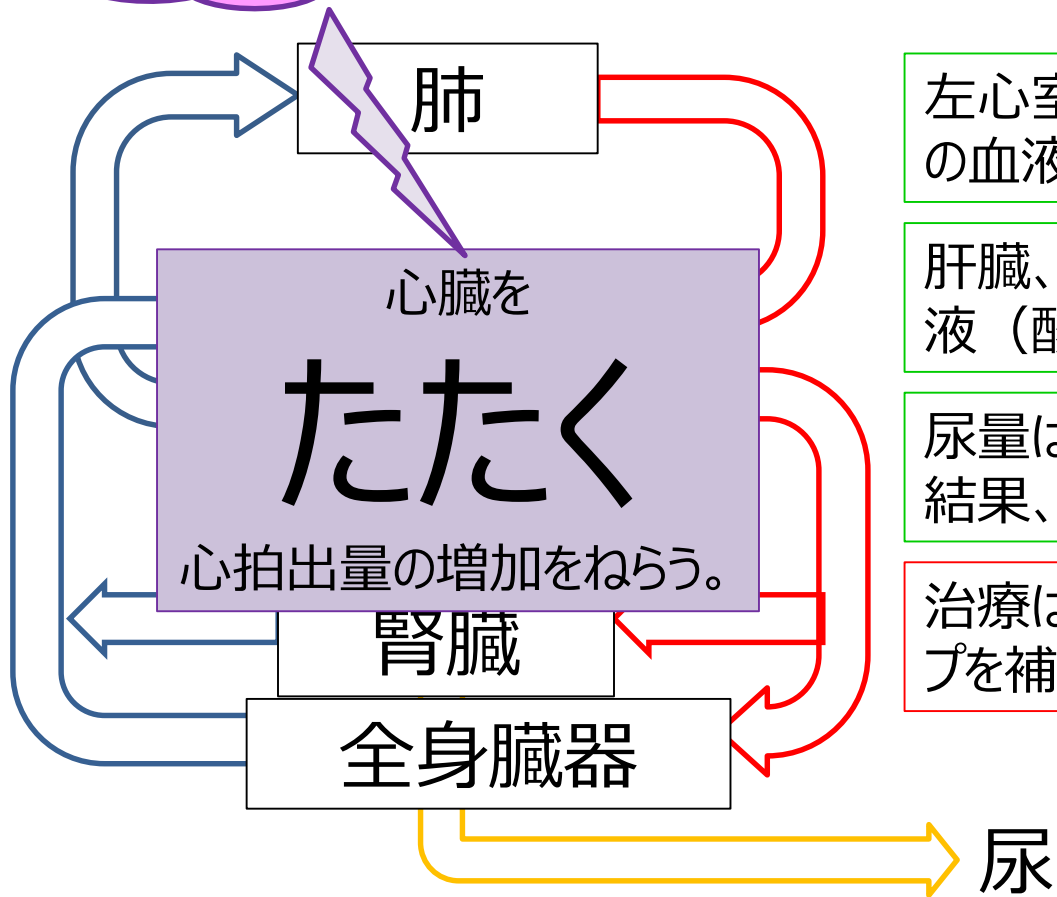 肺
心臓を
たたく
心拍出量の増加をねらう。
腎臓
全身臓器
尿
左心室
の血液
肝臓、
液（酸
尿量は
結果、
治療は
プを補